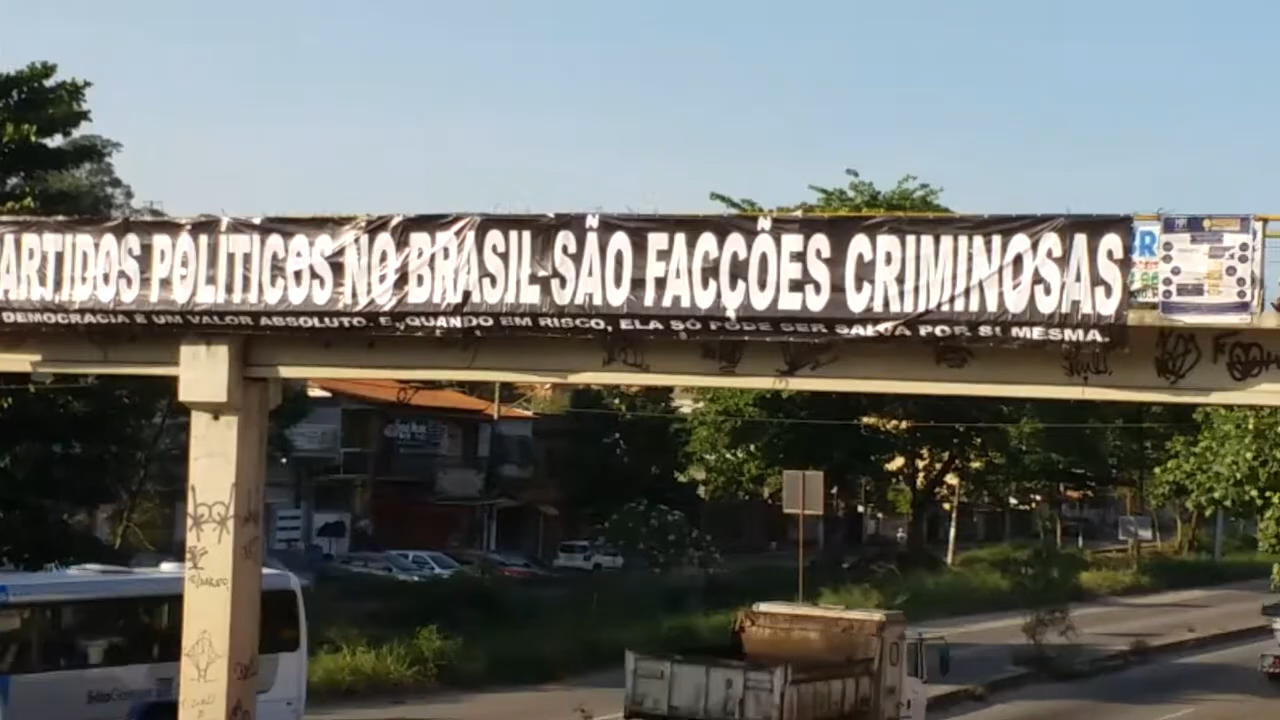 ARTIDOS POLÍTICOS NO BRASIL-SÃO FACÇÕES CRIMINOSAS
DEMOCRACIA É UM VALOR ABSOLUTO. E, QUANDO EM RISCO, ELA SÓ PODE SER SALVA POR SI MESMA.